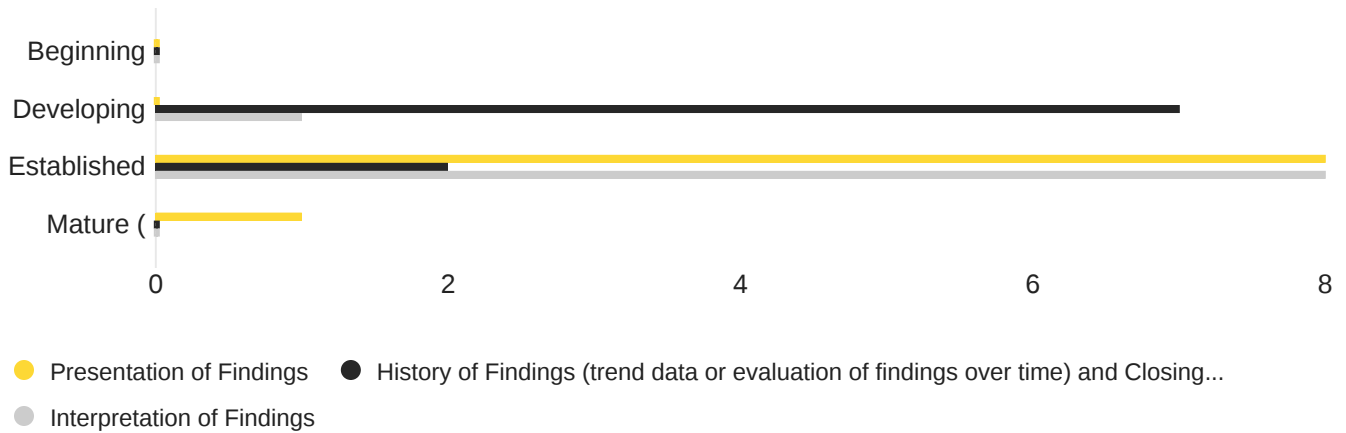 Beginning
Developing
Established
Mature (
0 2 4 6 8
Presentation of Findings History of Findings (trend data or evaluation of findings over time) and Closing...
Interpretation of Findings